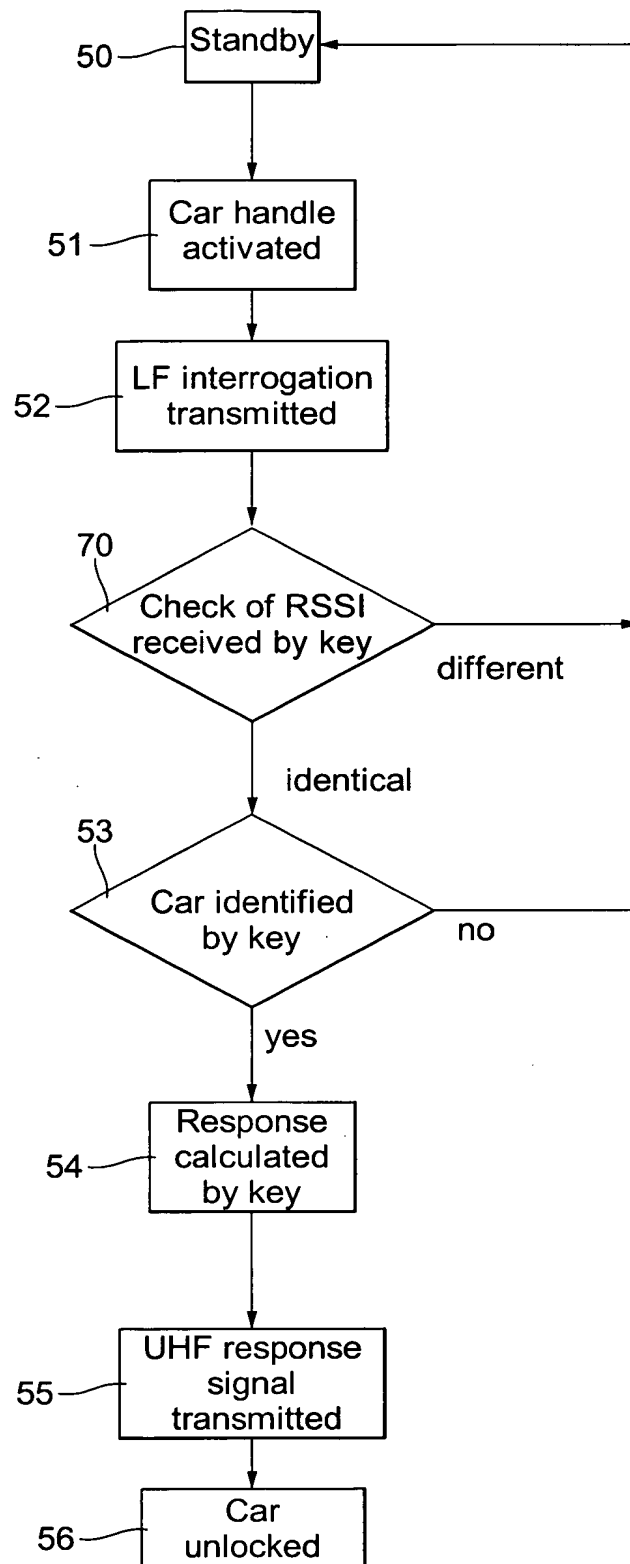 50
Standby
51
Car handle
activated
52
LF interrogation
transmitted
70
Check of RSSI
received by key
different
identical
53
Car identified
by key
no
yes
54
Response
calculated
by key
55
UHF response
signal
transmitted
56
Car
unlocked